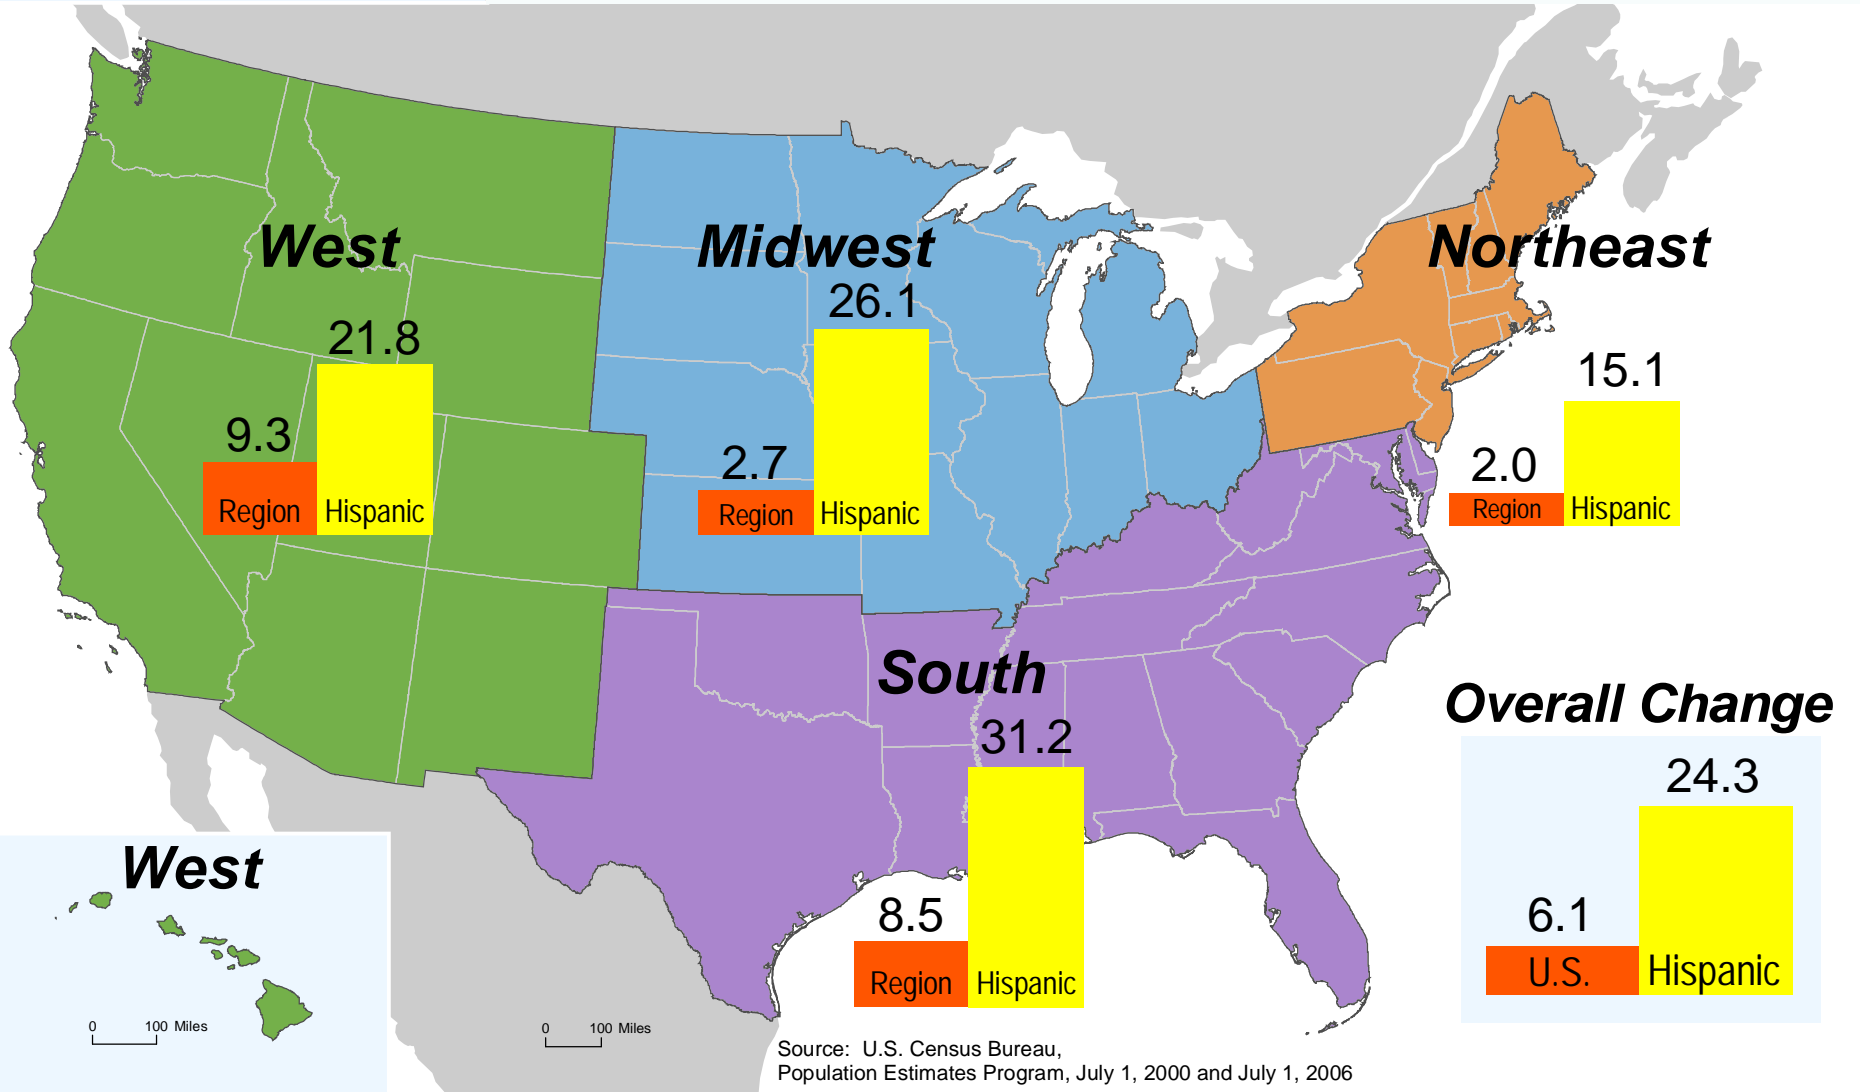 West
Midwest
Northeast
26.1
21.8
15.1
9.3
2.7
2.0
Region Hispanic
Region Hispanic
Region Hispanic
South
31.2
8.5
Region Hispanic
Overall Change
24.3
6.1
U.S. Hispanic
West
0 100 Miles
0 100 Miles
Source: U.S. Census Bureau,
Population Estimates Program, July 1, 2000 and July 1, 2006